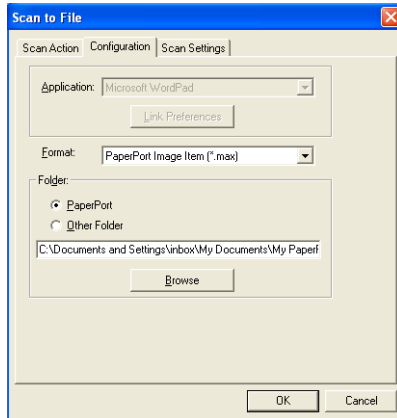 Scan to File
Scan Action Configuration Scan Settings
Application: Microsoft WordPad
Link Preferences
Format: PaperPort Image Item (*.max)
Folder:
PaperPort
Other Folder
C:\Documents and Settings\inbox\My Documents\My PaperF
Browse
OK Cancel